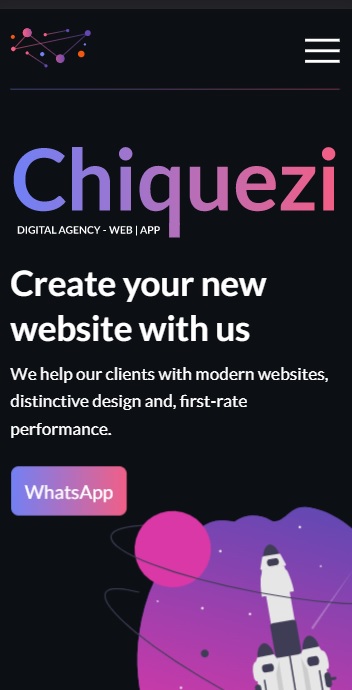 Chiquezi
DIGITAL AGENCY - WEB | APP
Create your new
website with us
We help our clients with modern websites,
distinctive design and, first-rate
performance.
WhatsApp